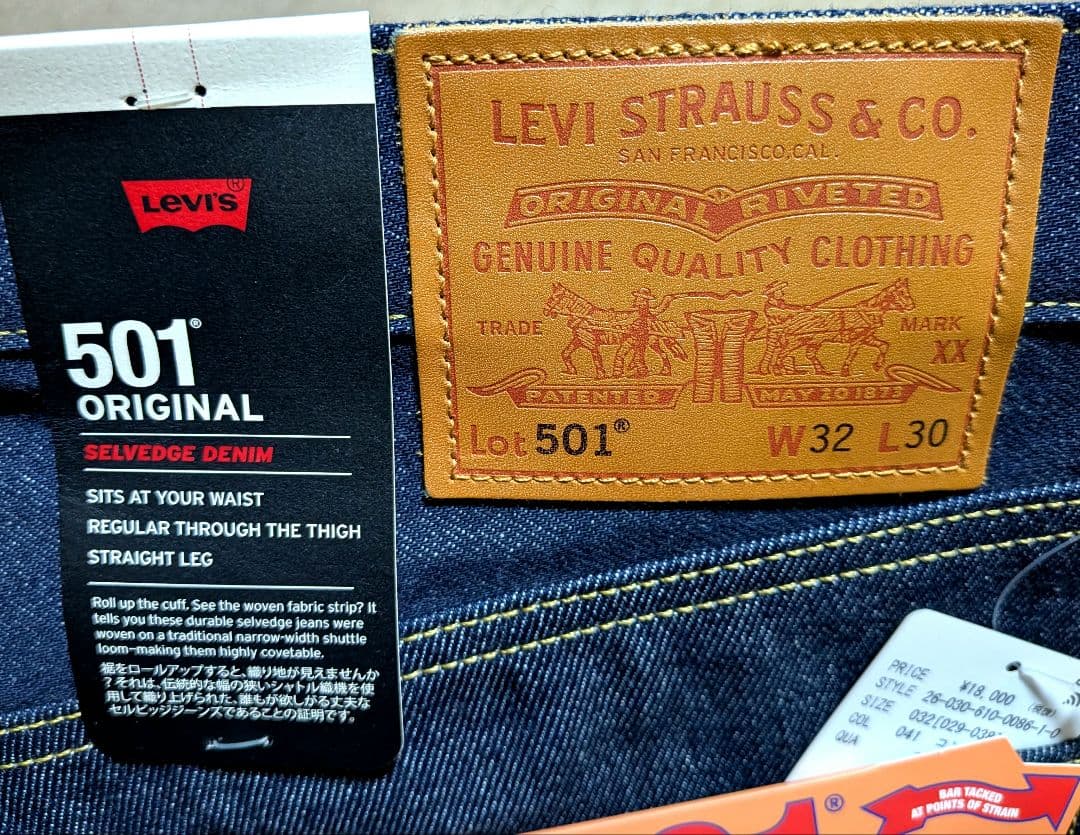 Levi's®
501®
ORIGINAL
SELVEDGE DENIM
SITS AT YOUR WAIST
REGULAR THROUGH THE THIGH
STRAIGHT LEG
Roll up the cuff. See the woven fabric strip? It
tells you these durable selvedge jeans were
woven on a traditional narrow-width shuttle
loom—making them highly covetable.
裾をロールアップすると、織り地が見えませんか
？それは、伝統的な幅の狭いシャトル織機を使
用して織り上げられた、誰もが欲しがる丈夫な
セルビッジジーンズであることの証明です。
LEVI STRAUSS & CO.
SAN FRANCISCO, CAL.
ORIGINAL RIVETED
GENUINE QUALITY CLOTHING
TRADE MARK
XX
PATENTED MAY 20 1873
Lot 501® W32 L30
PRICE ¥18,000
STYLE 26-030-610-0086-1-0
SIZE 032[029-038
COL 041
QUA
501®
BAR TACKED
AT POINTS OF STRAIN